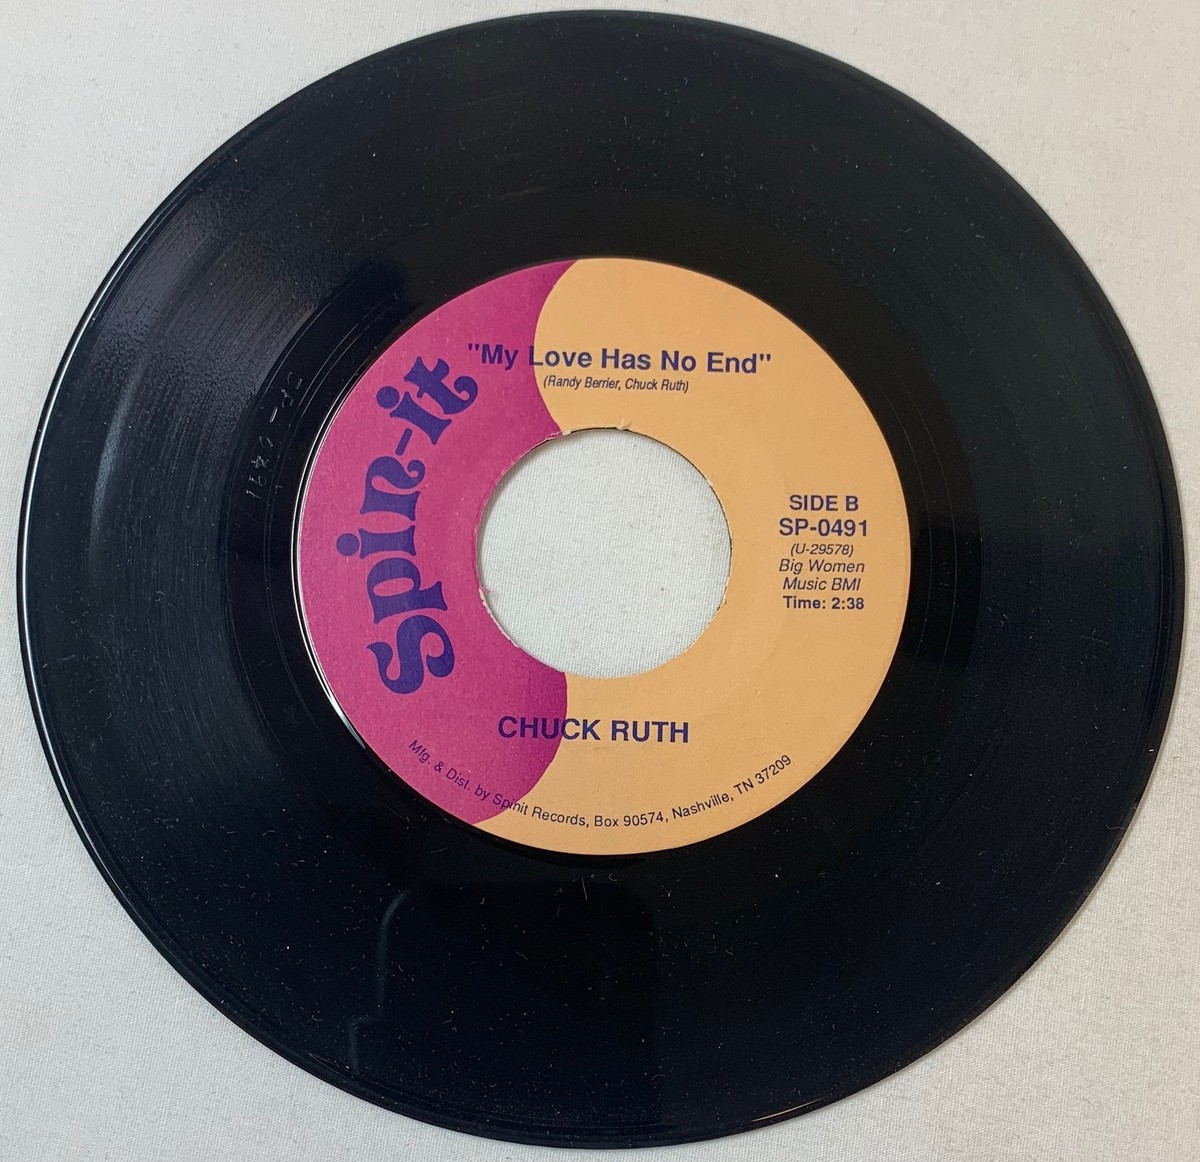 "My Love Has No End"
(Randy Berrier, Chuck Ruth)
Spin-it
SIDE B
SP-0491
(U-29578)
Big Women
Music BMI
Time: 2:38
CHUCK RUTH
Mfg. & Dist. by Spinit Records, Box 90574, Nashville, TN 37209